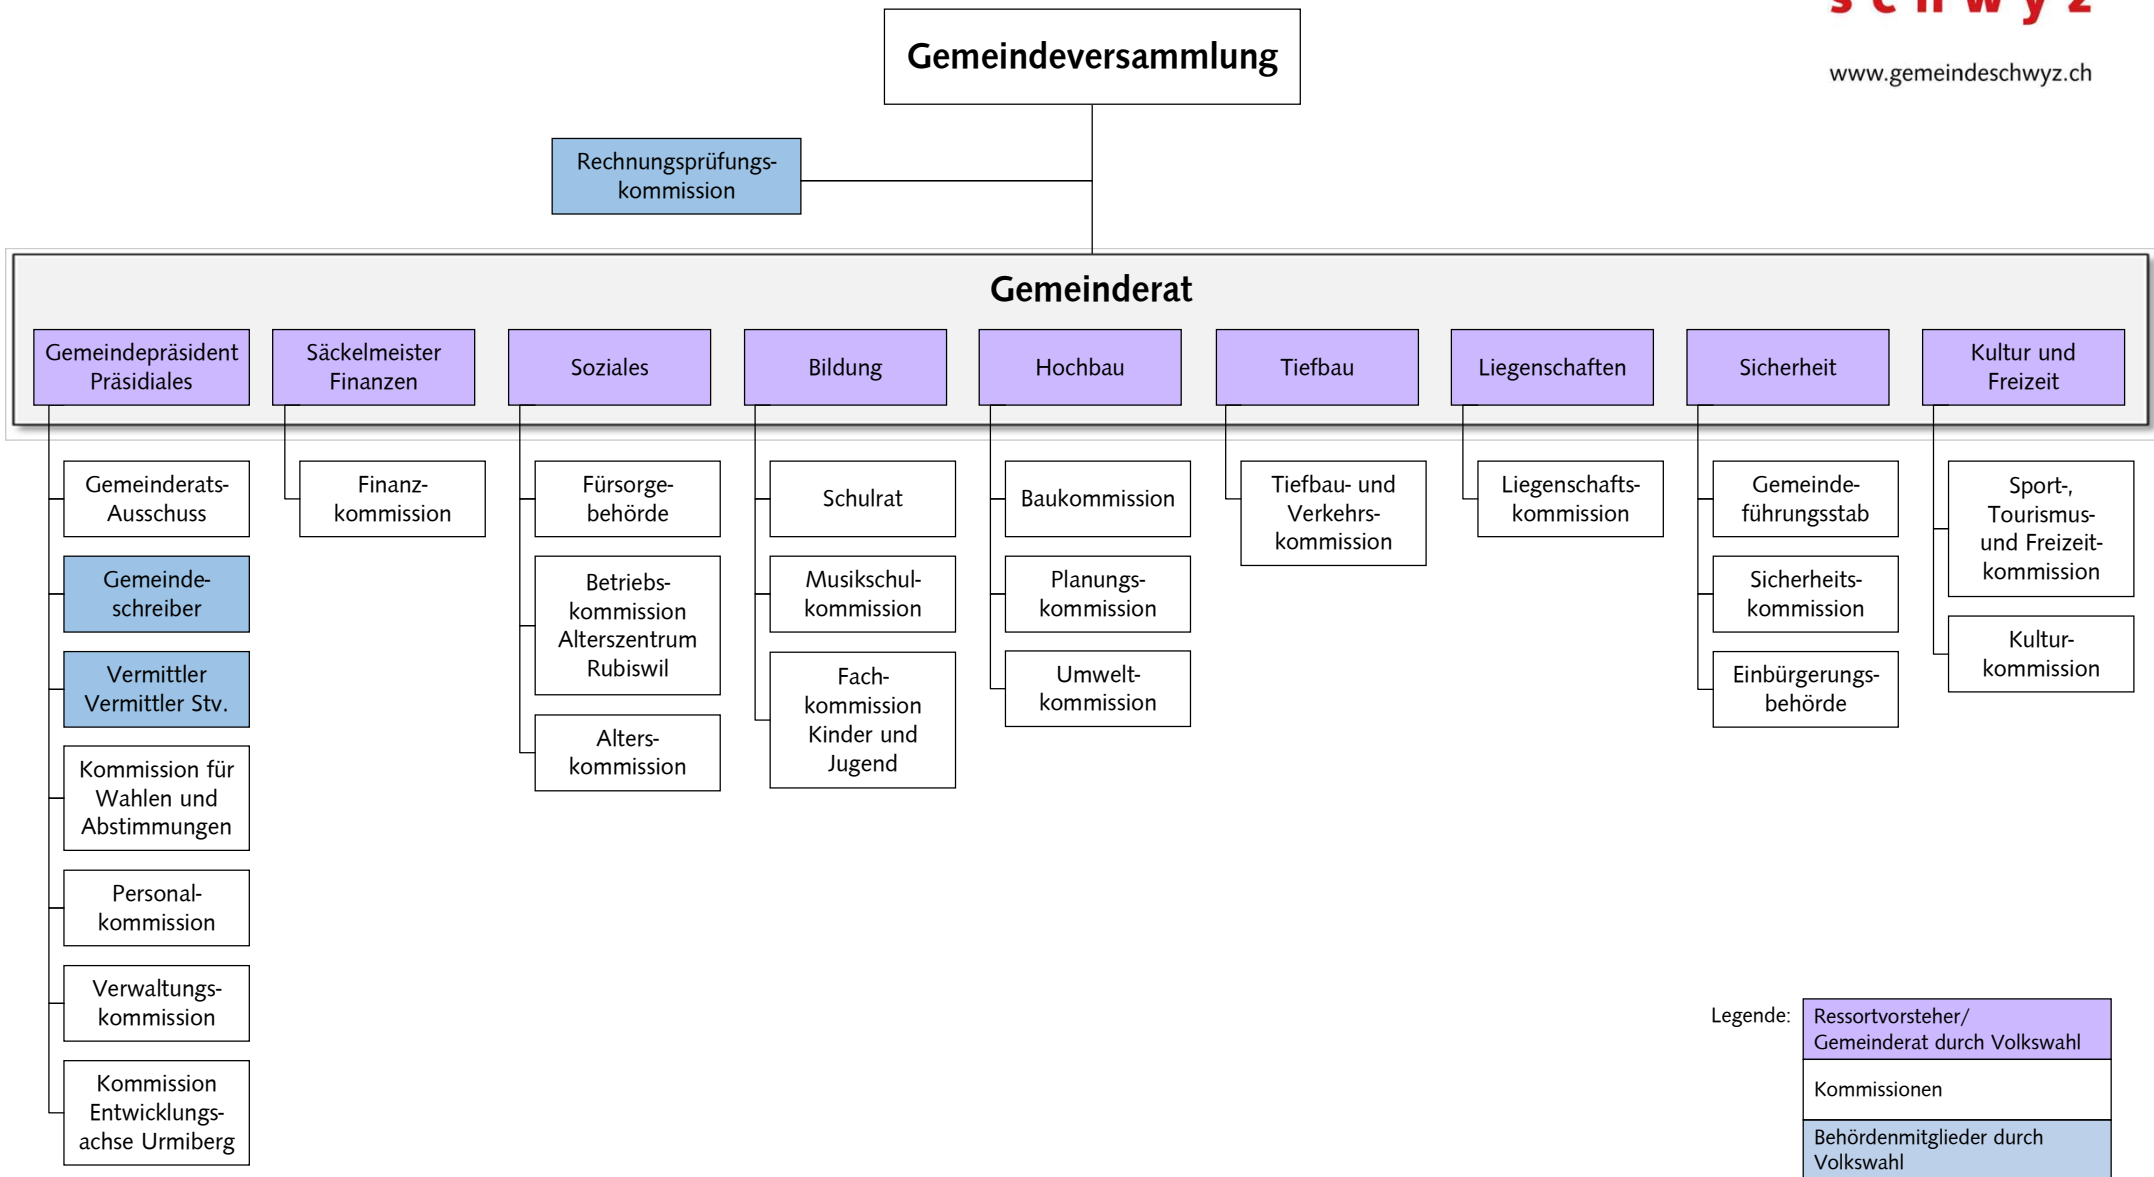 schwyz
www.gemeindeschwyz.ch
Gemeindeversammlung
Rechnungsprüfungs-
kommission
Gemeinderat
Gemeindepräsident
Präsidiales
Säckelmeister
Finanzen
Soziales
Bildung
Hochbau
Tiefbau
Liegenschaften
Sicherheit
Kultur und
Freizeit
Gemeinderats-
Ausschuss
Gemeinde-
schreiber
Vermittler
Vermittler Stv.
Kommission für
Wahlen und
Abstimmungen
Personal-
kommission
Verwaltungs-
kommission
Kommission
Entwicklungs-
achse Urmiberg
Finanz-
kommission
Fürsorge-
behörde
Betriebs-
kommission
Alterszentrum
Rubiswil
Alters-
kommission
Schulrat
Musikschul-
kommission
Fach-
kommission
Kinder und
Jugend
Baukommission
Planungs-
kommission
Umwelt-
kommission
Tiefbau- und
Verkehrs-
kommission
Liegenschafts-
kommission
Gemeinde-
führungsstab
Sicherheits-
kommission
Einbürgerungs-
behörde
Sport-,
Tourismus-
und Freizeit-
kommission
Kultur-
kommission
Legende:
Ressortvorsteher/
Gemeinderat durch Volkswahl
Kommissionen
Behördenmitglieder durch
Volkswahl